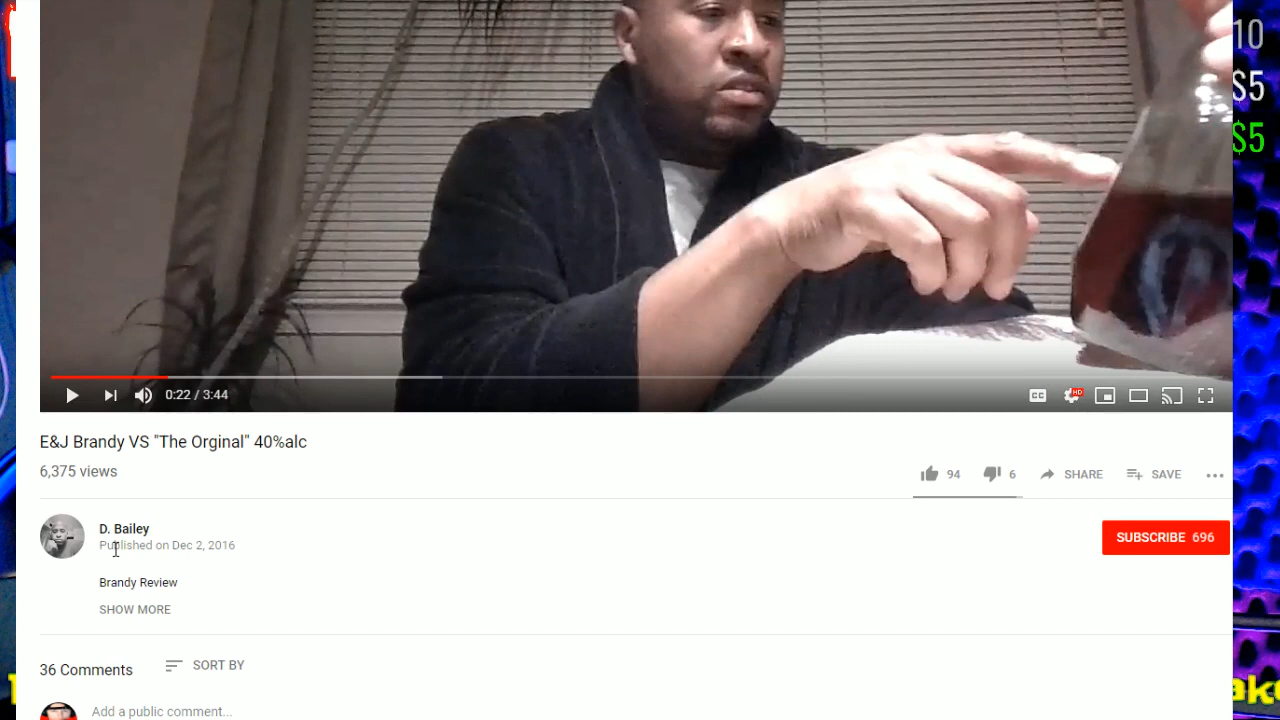 10
$5
$5
0:22 / 3:44
CC
HD
E&J Brandy VS "The Orginal" 40%alc
6,375 views
94
6
SHARE
SAVE
D. Bailey
Published on Dec 2, 2016
SUBSCRIBE 696
Brandy Review
SHOW MORE
36 Comments
SORT BY
Add a public comment...